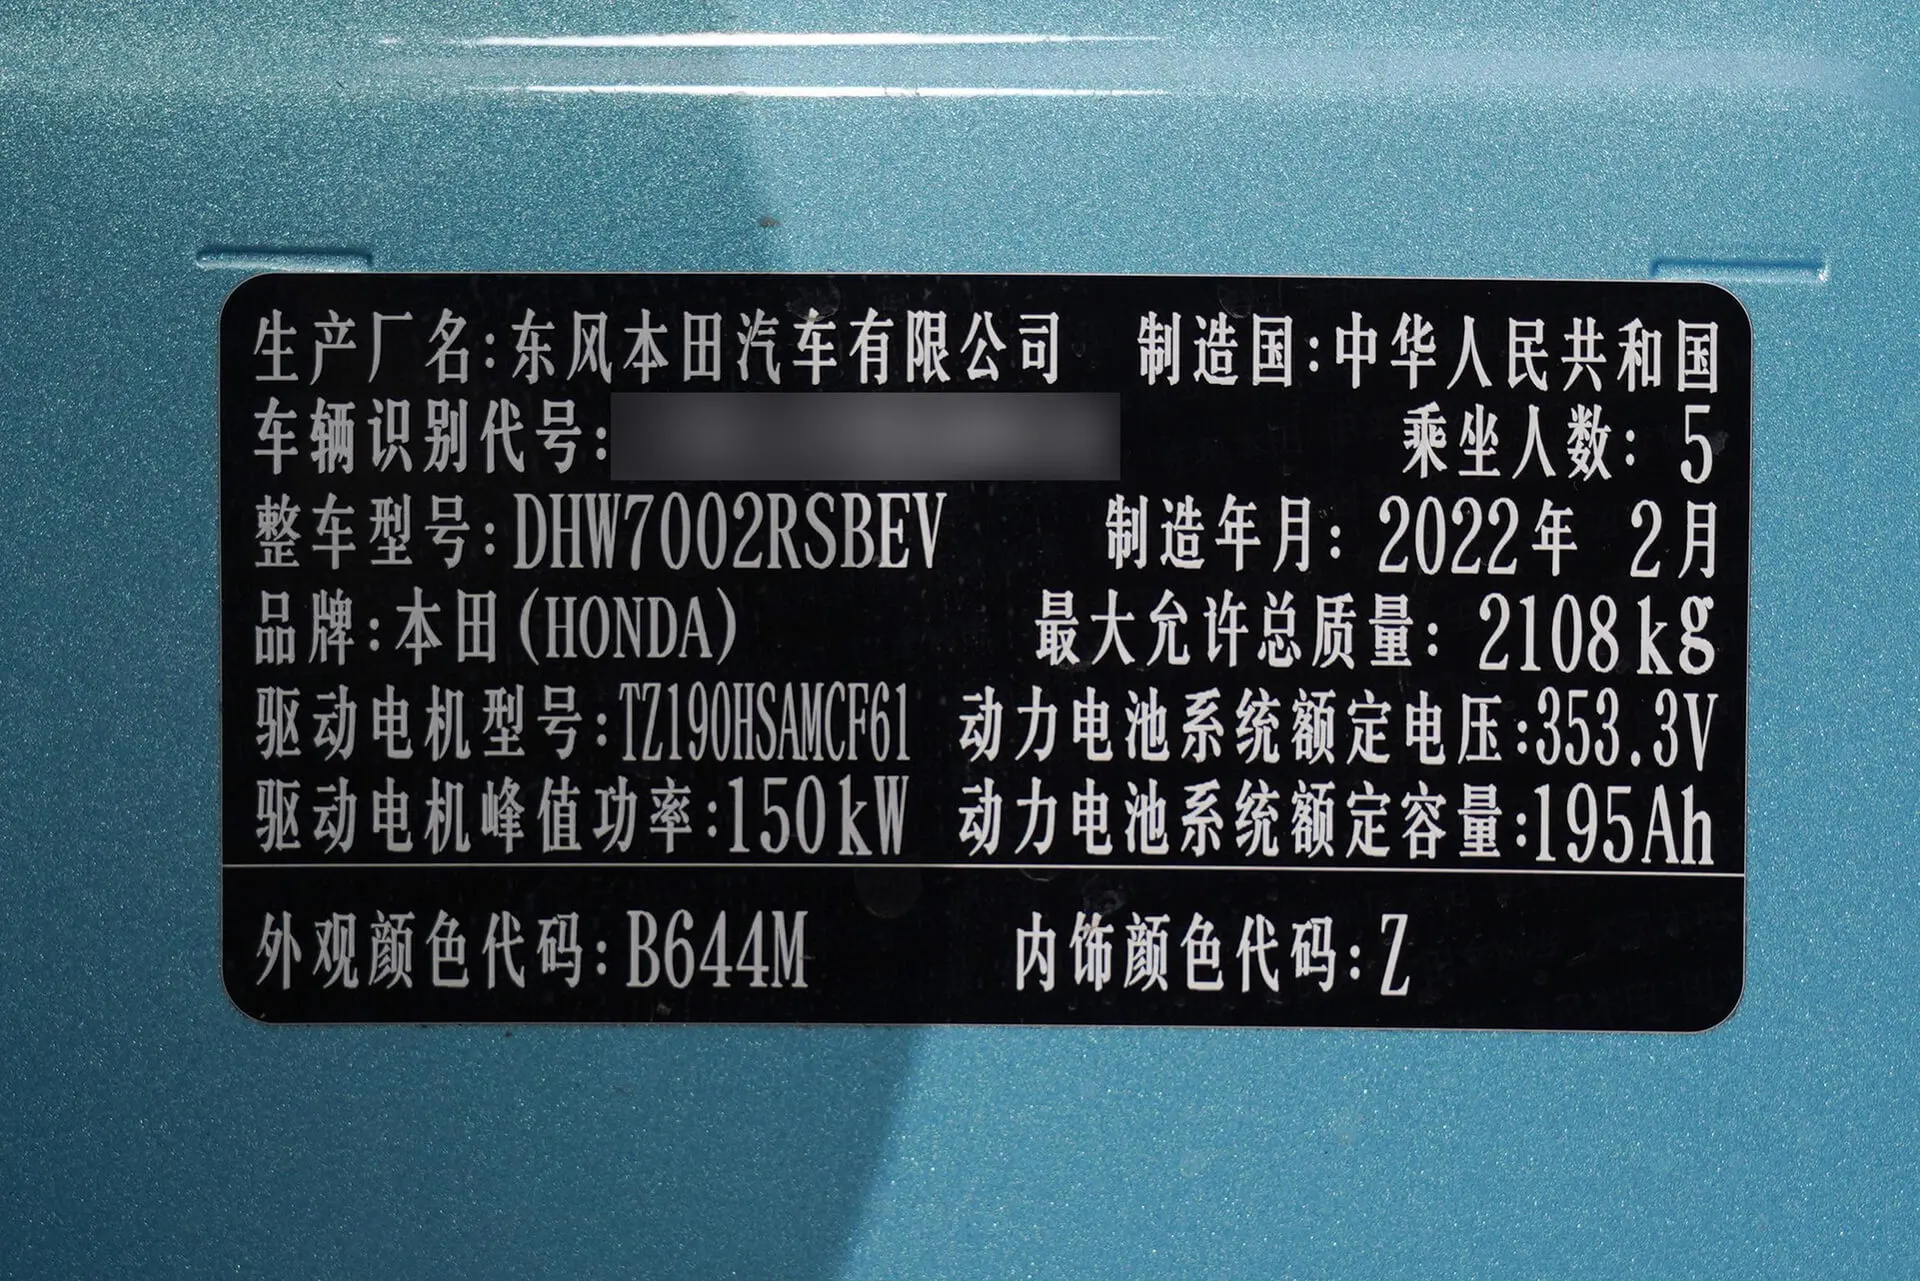 生产厂名:东风本田汽车有限公司 制造国:中华人民共和国
车辆识别代号: 乘坐人数: 5
整车型号:DHW7002RSBEV 制造年月: 2022年 2月
品牌:本田(HONDA) 最大允许总质量: 2108kg
驱动电机型号:TZ190HSAMCF61 动力电池系统额定电压:353.3V
驱动电机峰值功率:150kW 动力电池系统额定容量:195Ah
外观颜色代码:B644M 内饰颜色代码:Z